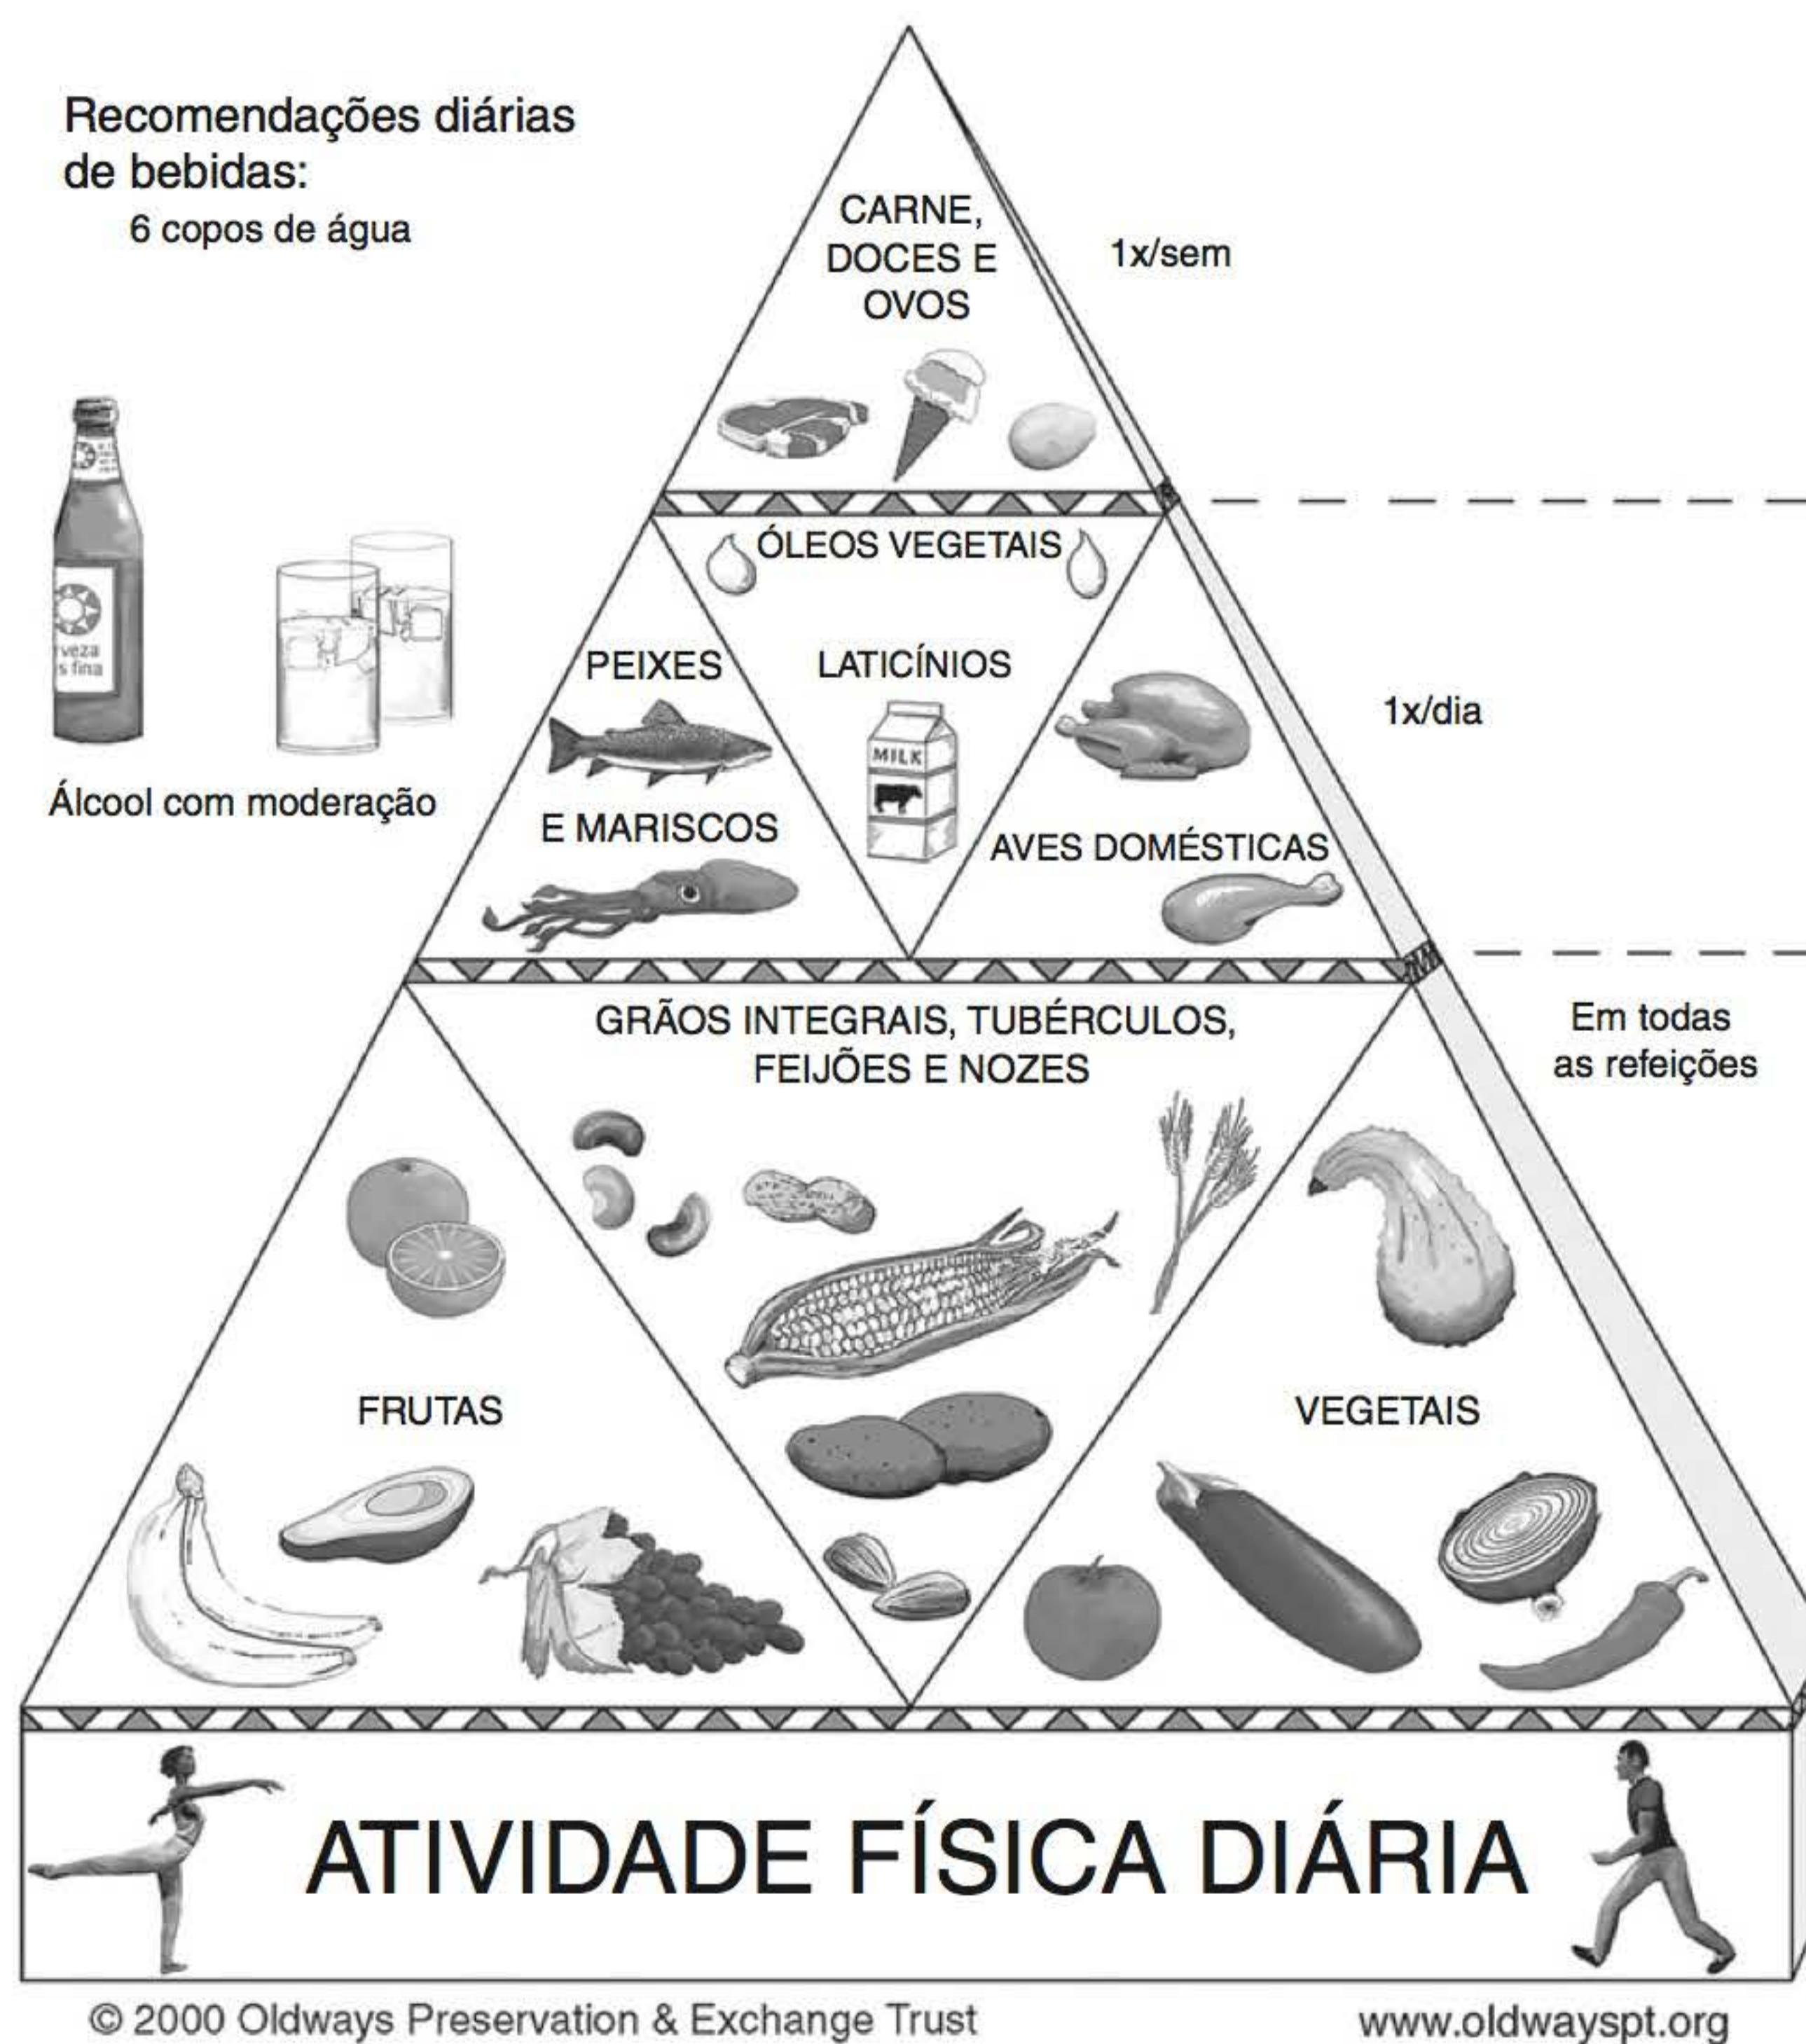 Recomendações diárias
de bebidas:
6 copos de água
CARNE,
DOCES E
OVOS
1x/sem
ÓLEOS VEGETAIS
PEIXES
LATICÍNIOS
MILK
1x/dia
veza
s fina
Álcool com moderação
E MARISCOS
AVES DOMÉSTICAS
GRÃOS INTEGRAIS, TUBÉRCULOS,
FEIJÕES E NOZES
Em todas
as refeições
FRUTAS
VEGETAIS
ATIVIDADE FÍSICA DIÁRIA
© 2000 Oldways Preservation & Exchange Trust
www.oldwayspt.org